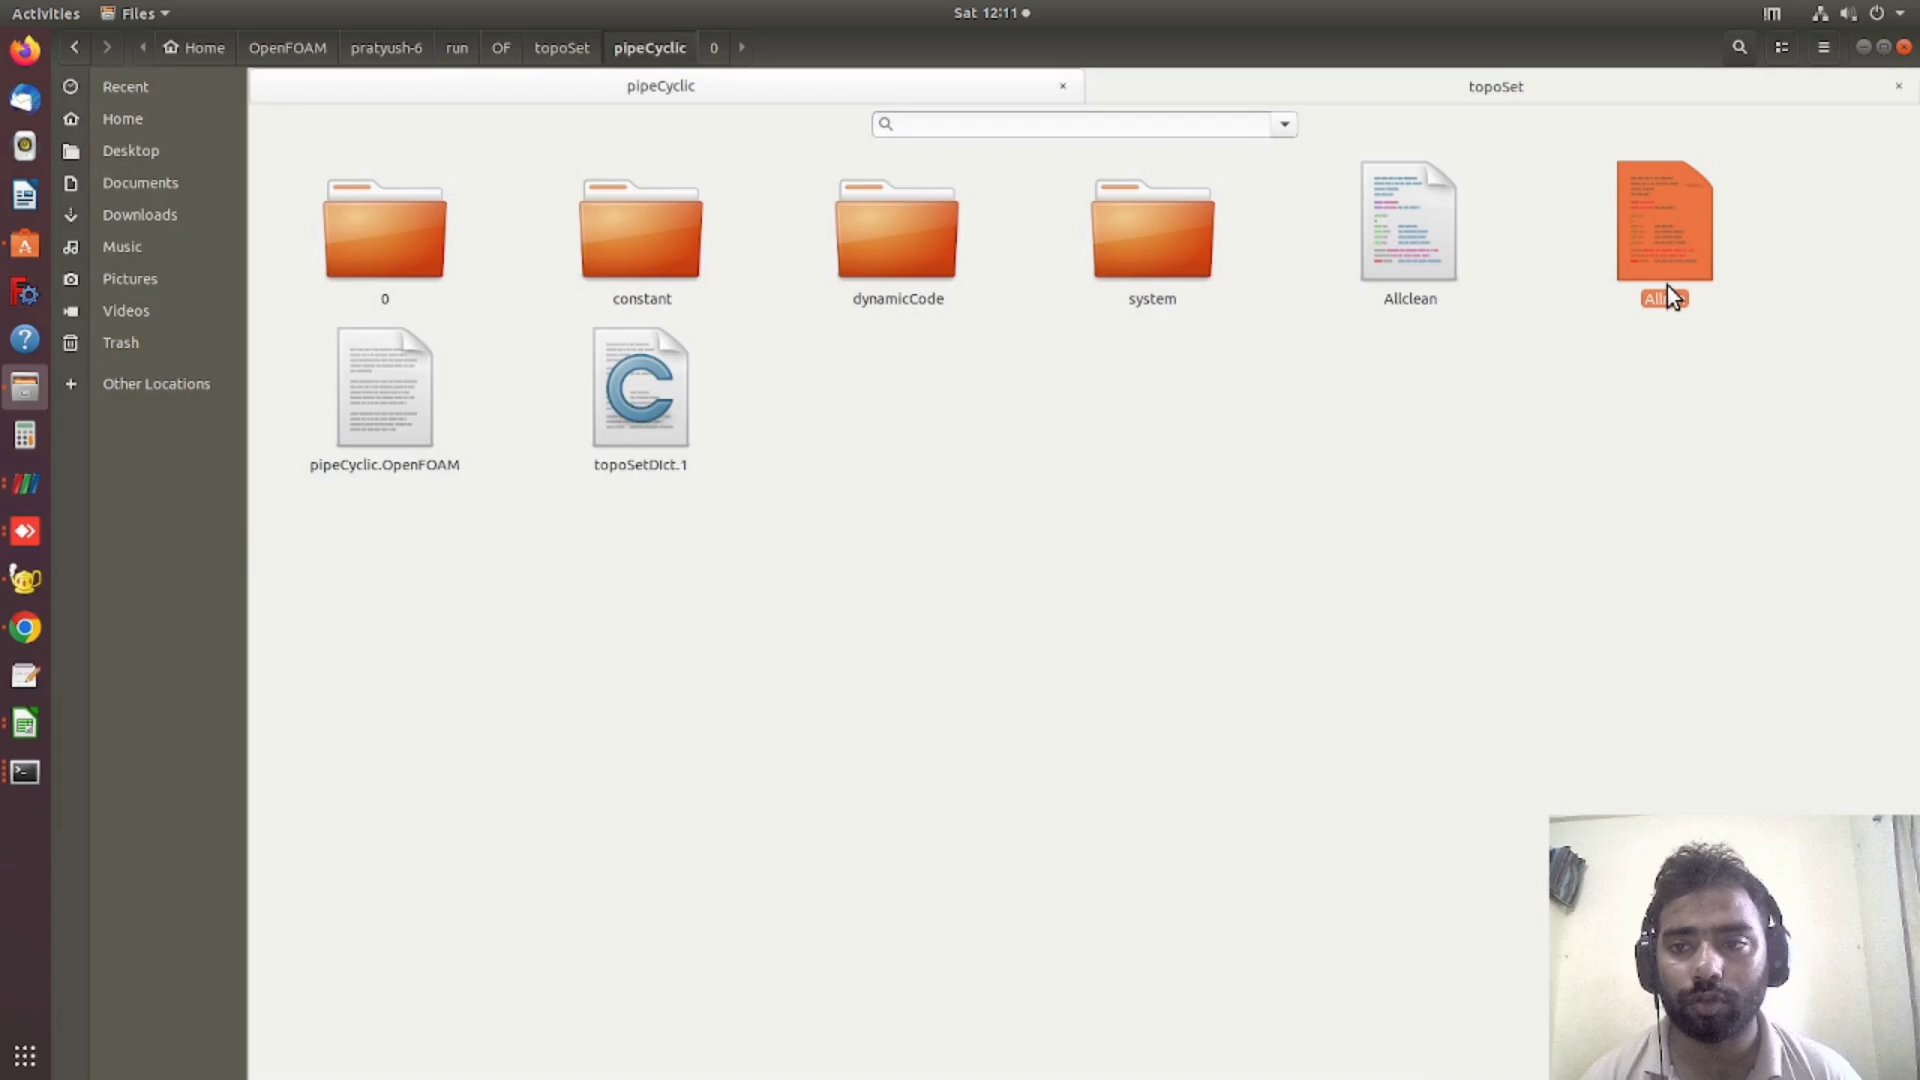 Activities Files Sat 12:11
Home OpenFOAM pratyush-6 run OF topoSet pipeCyclic 0
pipeCyclic topoSet
Recent
Home
Desktop
Documents
Downloads
Music
Pictures
Videos
Trash
Other Locations
0 constant dynamicCode system Allclean
pipeCyclic.OpenFOAM topoSetDIct.1